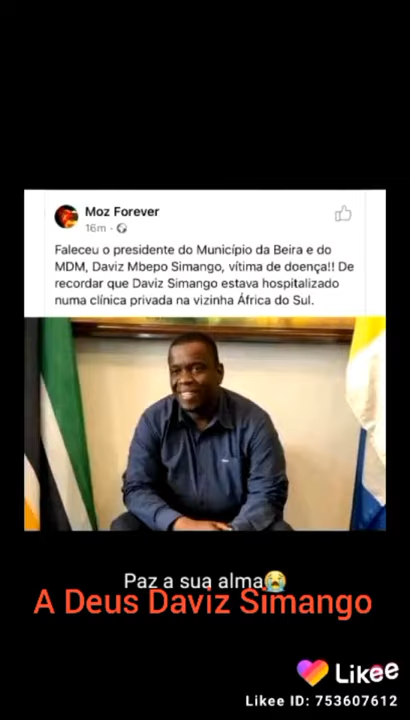 Moz Forever
16m ·
Faleceu o presidente do Município da Beira e do
MDM, Daviz Mbepo Simango, vítima de doença!! De
recordar que Daviz Simango estava hospitalizado
numa clínica privada na vizinha África do Sul.
Paz a sua alma😭
A Deus Daviz Simango
Likee
Likee ID: 753607612